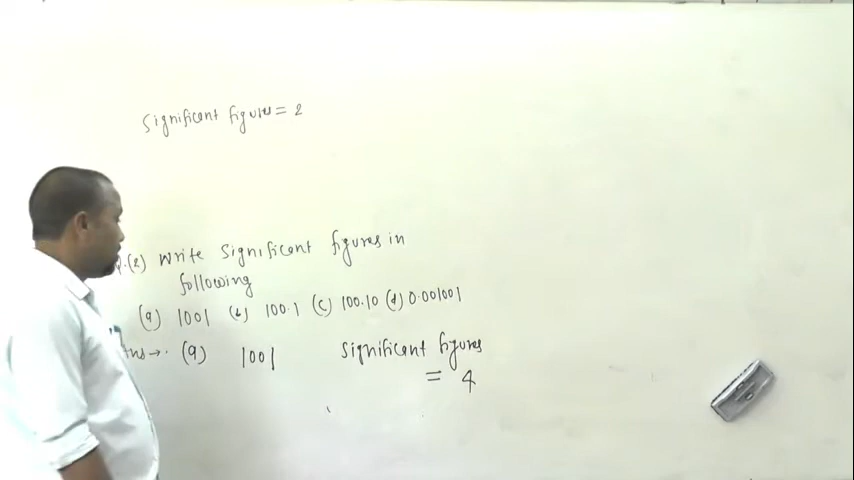 Significant figures = 2
Q.(2) Write Significant figures in
following
(a) 1001 (b) 100.1 (c) 100.10 (d) 0.001001
Ans →. (a) 1001 Significant figures
= 4